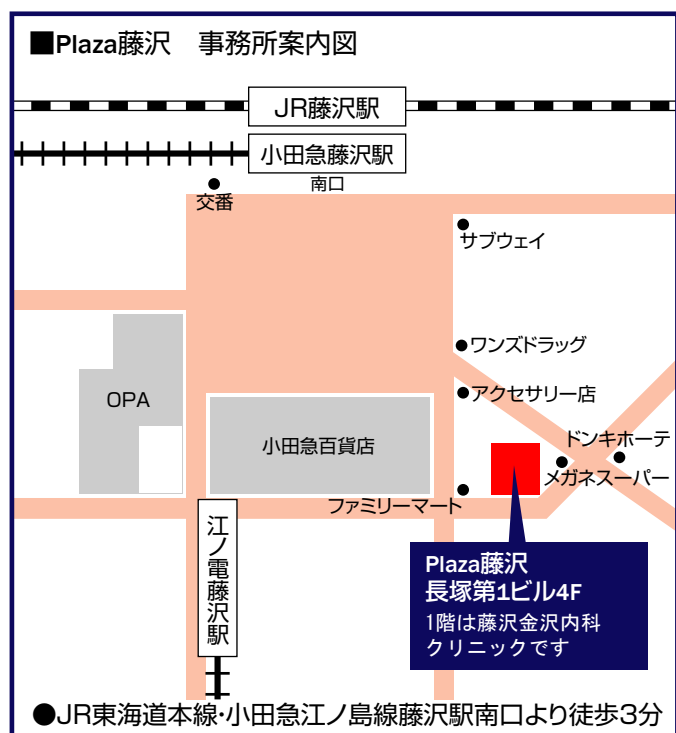 ■Plaza藤沢 事務所案内図
JR藤沢駅
小田急藤沢駅
南口
交番
サブウェイ
ワンズドラッグ
アクセサリー店
OPA
小田急百貨店
ドンキホーテ
メガネスーパー
ファミリーマート
江ノ電藤沢駅
Plaza藤沢
長塚第1ビル4F
1階は藤沢金沢内科
クリニックです
●JR東海道本線・小田急江ノ島線藤沢駅南口より徒歩3分